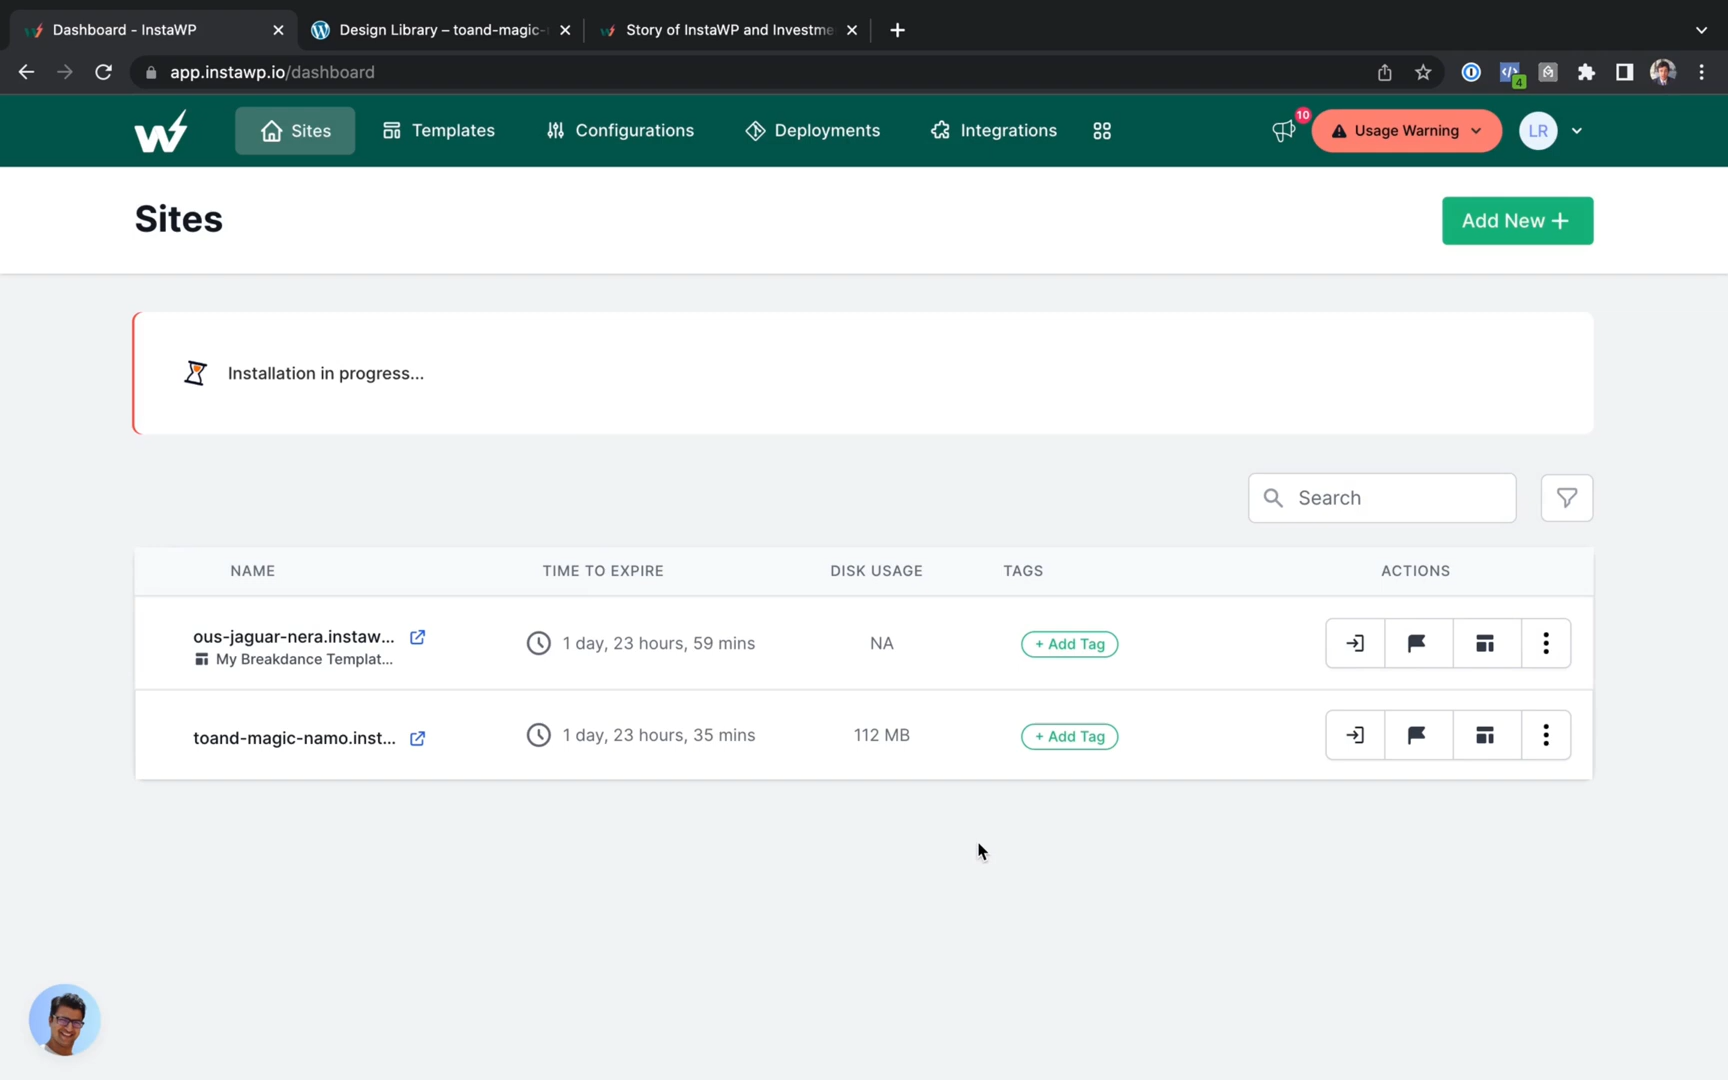 Dashboard - InstaWP
Design Library – toand-magic-
Story of InstaWP and Investme
app.instawp.io/dashboard
4
Sites
Templates
Configurations
Deployments
Integrations
10
Usage Warning
LR
Sites
Add New +
Installation in progress...
Search
NAME
TIME TO EXPIRE
DISK USAGE
TAGS
ACTIONS
ous-jaguar-nera.instaw...
1 day, 23 hours, 59 mins
NA
+ Add Tag
My Breakdance Templat...
toand-magic-namo.inst...
1 day, 23 hours, 35 mins
112 MB
+ Add Tag